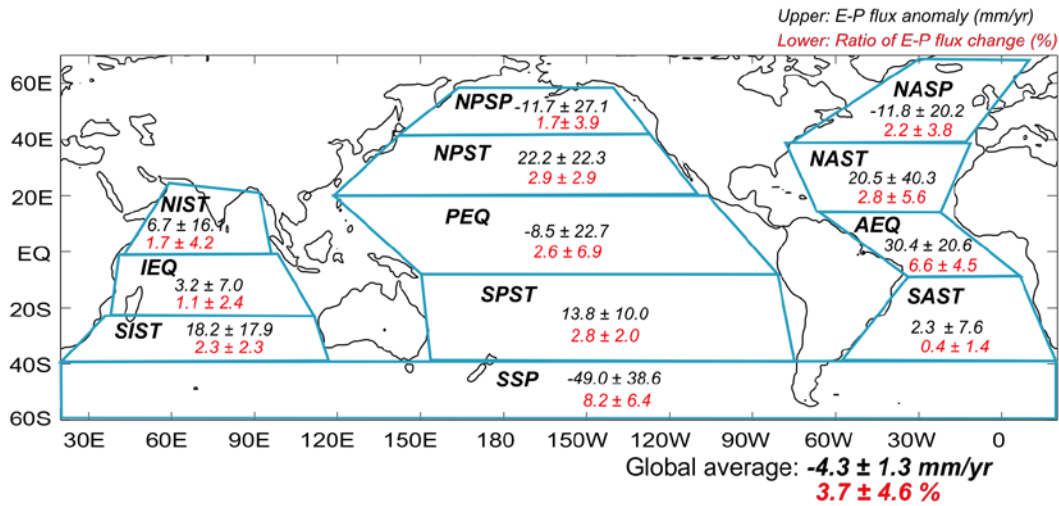 Upper: E-P flux anomaly (mm/yr)
Lower: Ratio of E-P flux change (%)
60E
40E
20E
EQ
20S
40S
60S
NPSP
-11.7 ± 27.1
1.7± 3.9
NASP
-11.8 ± 20.2
2.2 ± 3.8
NPST
22.2 ± 22.3
2.9 ± 2.9
NAST
20.5 ± 40.3
2.8 ± 5.6
NIST
6.7 ± 16.1
1.7 ± 4.2
PEQ
-8.5 ± 22.7
2.6 ± 6.9
AEQ
30.4 ± 20.6
6.6 ± 4.5
IEQ
3.2 ± 7.0
1.1 ± 2.4
SPST
13.8 ± 10.0
2.8 ± 2.0
SAST
2.3 ± 7.6
0.4 ± 1.4
SIST
18.2 ± 17.9
2.3 ± 2.3
SSP
-49.0 ± 38.6
8.2 ± 6.4
30E 60E 90E 120E 150E 180 150W 120W 90W 60W 30W 0
Global average: -4.3 ± 1.3 mm/yr
3.7 ± 4.6 %